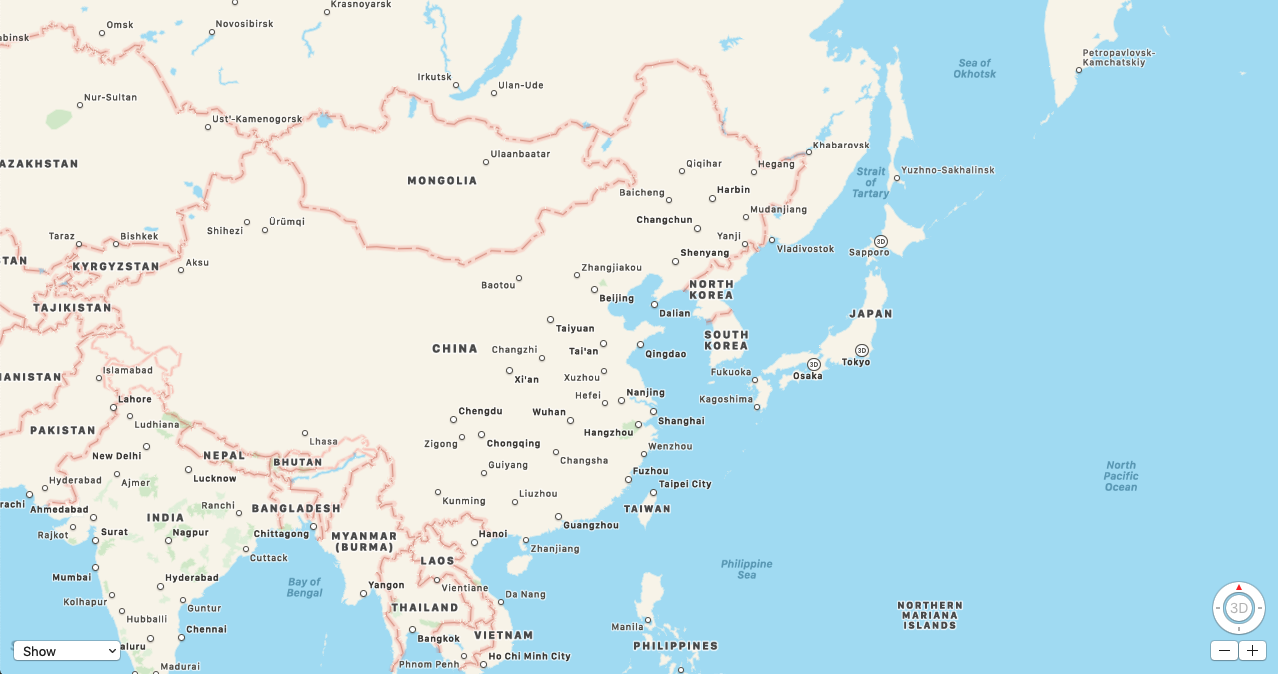 Krasnoyarsk
Omsk
Novosibirsk
abinsk
Petropavlovsk-
Kamchatskiy
Sea of
Okhotsk
Irkutsk
Ulan-Ude
Nur-Sultan
Ust'-Kamenogorsk
Khabarovsk
Ulaanbaatar
AZAKHSTAN
Qiqihar
Hegang
Yuzhno-Sakhalinsk
MONGOLIA
Strait
of
Tartary
Baicheng
Harbin
Mudanjiang
Changchun
Shihezi
Ürümqi
Taraz
Bishkek
Yanji
Vladivostok
3D
Sapporo
Shenyang
TAN
KYRGYZSTAN
Aksu
Zhangjiakou
Baotou
NORTH
KOREA
Beijing
TAJIKISTAN
Dalian
JAPAN
Taiyuan
SOUTH
KOREA
CHINA
Changzhi
Tai'an
Qingdao
3D
Tokyo
3D
Osaka
Islamabad
HANISTAN
Xi'an
Xuzhou
Fukuoka
Nanjing
Hefei
Lahore
Kagoshima
Chengdu
Wuhan
Shanghai
Ludhiana
PAKISTAN
Hangzhou
Lhasa
Zigong
Chongqing
Wenzhou
New Delhi
NEPAL
BHUTAN
Changsha
Guiyang
Fuzhou
North
Pacific
Ocean
Hyderabad
Ajmer
Lucknow
Taipei City
Kunming
Liuzhou
rachi
Ahmedabad
Ranchi
BANGLADESH
TAIWAN
INDIA
Guangzhou
Rajkot
Surat
Nagpur
Chittagong
MYANMAR
(BURMA)
Hanoi
Zhanjiang
Cuttack
LAOS
Philippine
Sea
Mumbai
Hyderabad
Bay of
Bengal
Yangon
Vientiane
Da Nang
Kolhapur
Guntur
THAILAND
NORTHERN
MARIANA
ISLANDS
3D
Hubballi
Chennai
Manila
Bangkok
VIETNAM
aluru
PHILIPPINES
Show
Ho Chi Minh City
Phnom Penh
Madurai